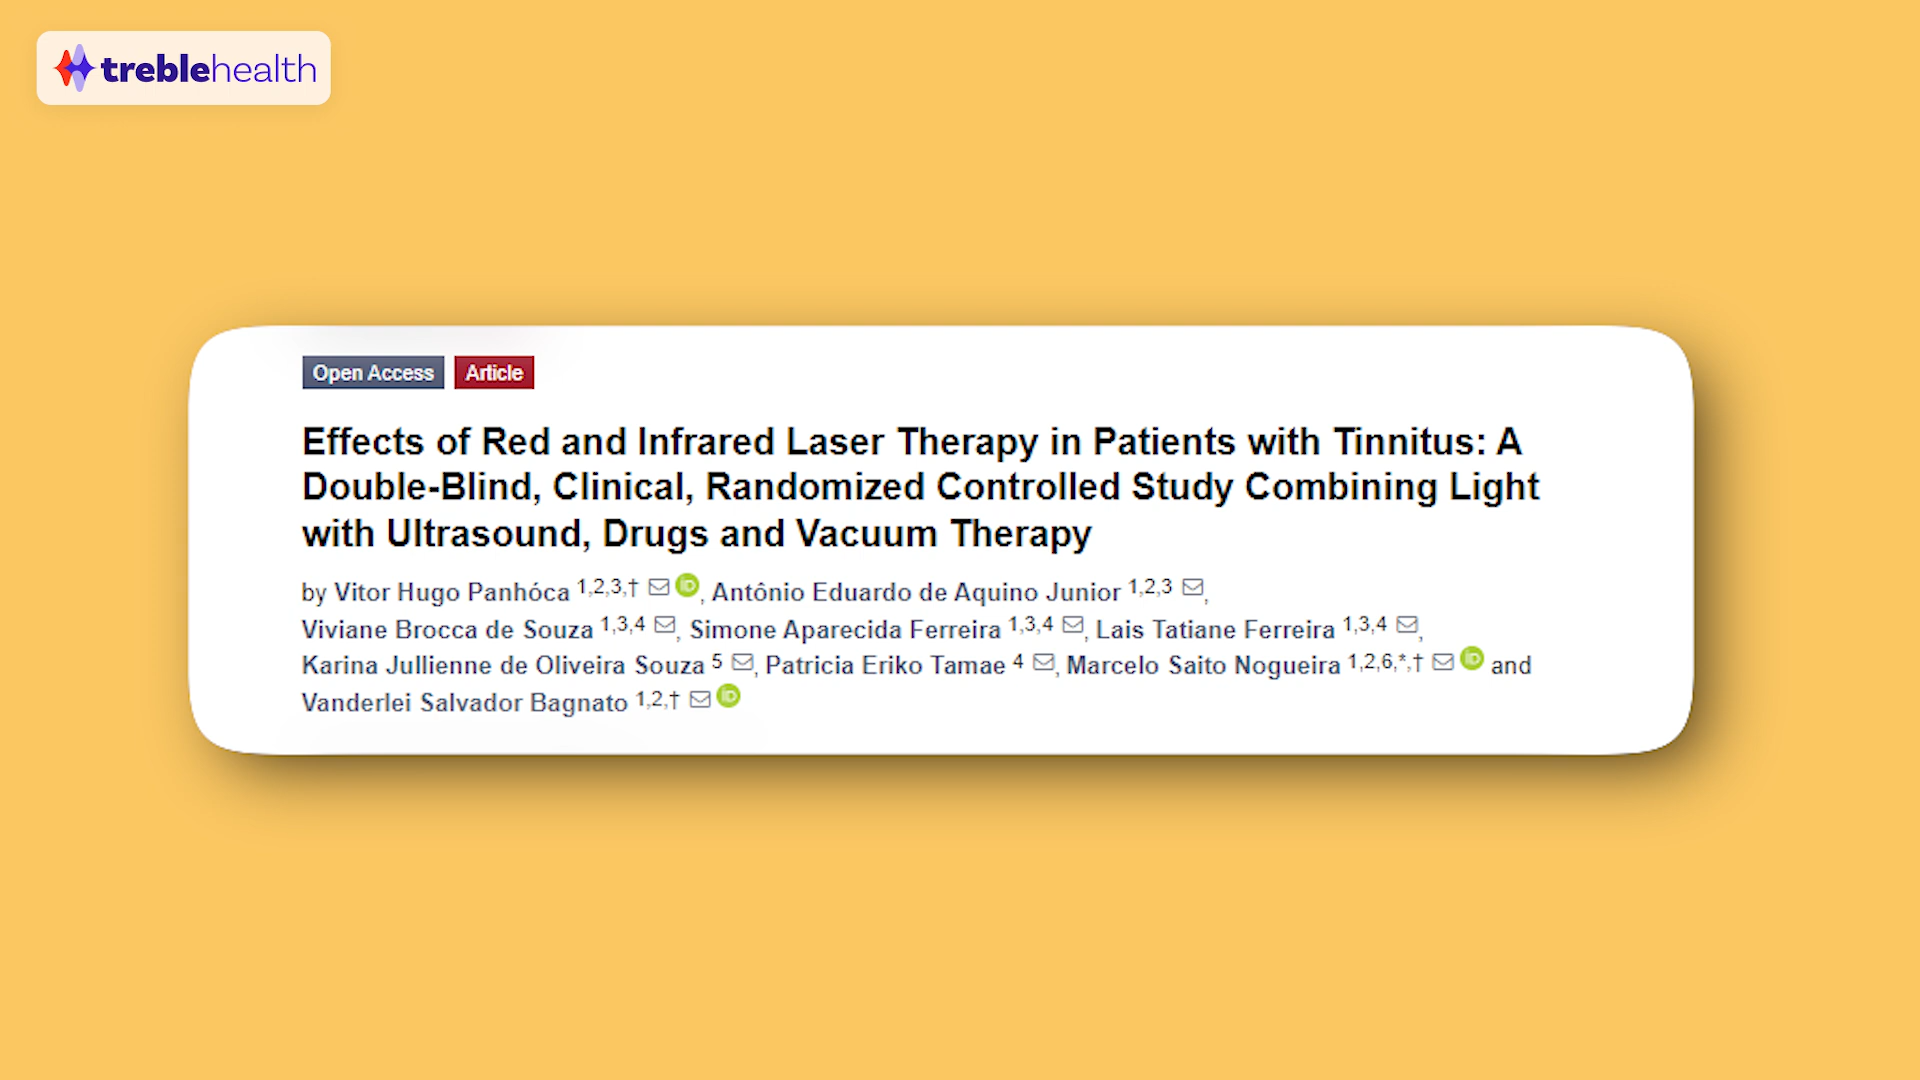 treblehealth
Open Access Article
Effects of Red and Infrared Laser Therapy in Patients with Tinnitus: A
Double-Blind, Clinical, Randomized Controlled Study Combining Light
with Ultrasound, Drugs and Vacuum Therapy
by Vitor Hugo Panhóca 1,2,3,† iD, Antônio Eduardo de Aquino Junior 1,2,3,
Viviane Brocca de Souza 1,3,4, Simone Aparecida Ferreira 1,3,4, Lais Tatiane Ferreira 1,3,4,
Karina Jullienne de Oliveira Souza 5, Patricia Eriko Tamae 4, Marcelo Saito Nogueira 1,2,6,*,† iD and
Vanderlei Salvador Bagnato 1,2,† iD